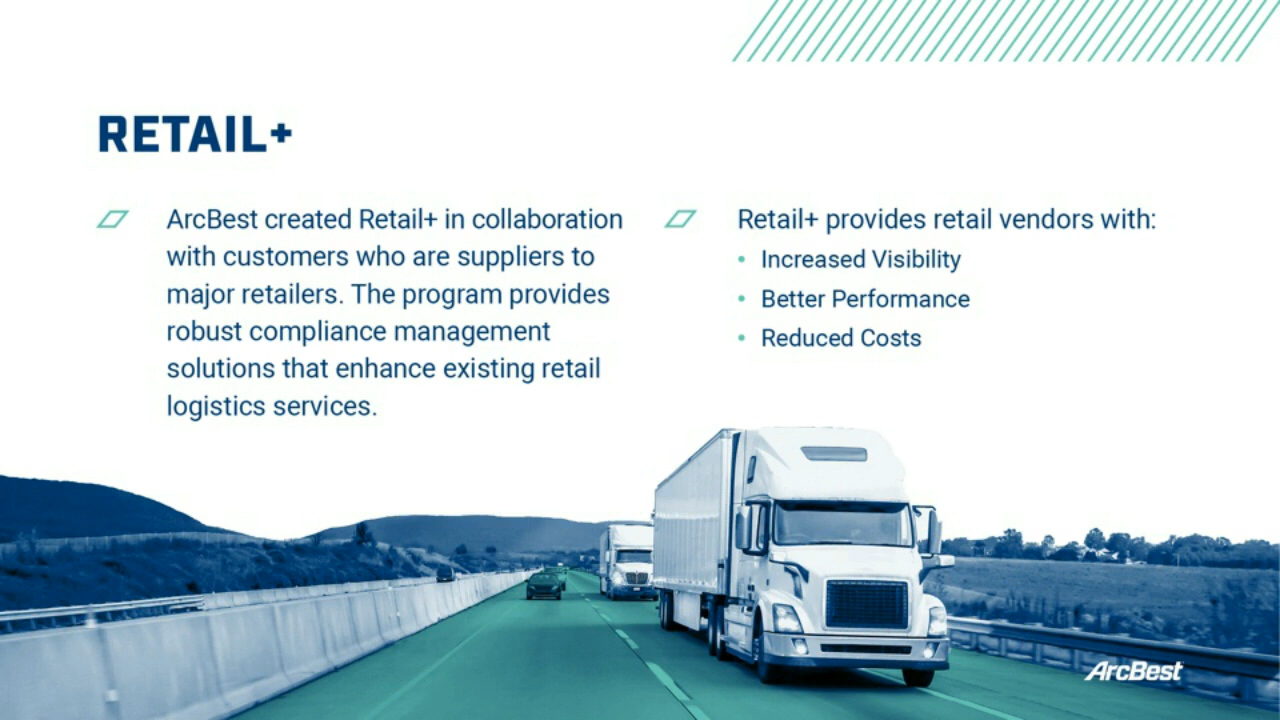 RETAIL+
ArcBest created Retail+ in collaboration
with customers who are suppliers to
major retailers. The program provides
robust compliance management
solutions that enhance existing retail
logistics services.
Retail+ provides retail vendors with:
• Increased Visibility
• Better Performance
• Reduced Costs
ArcBest